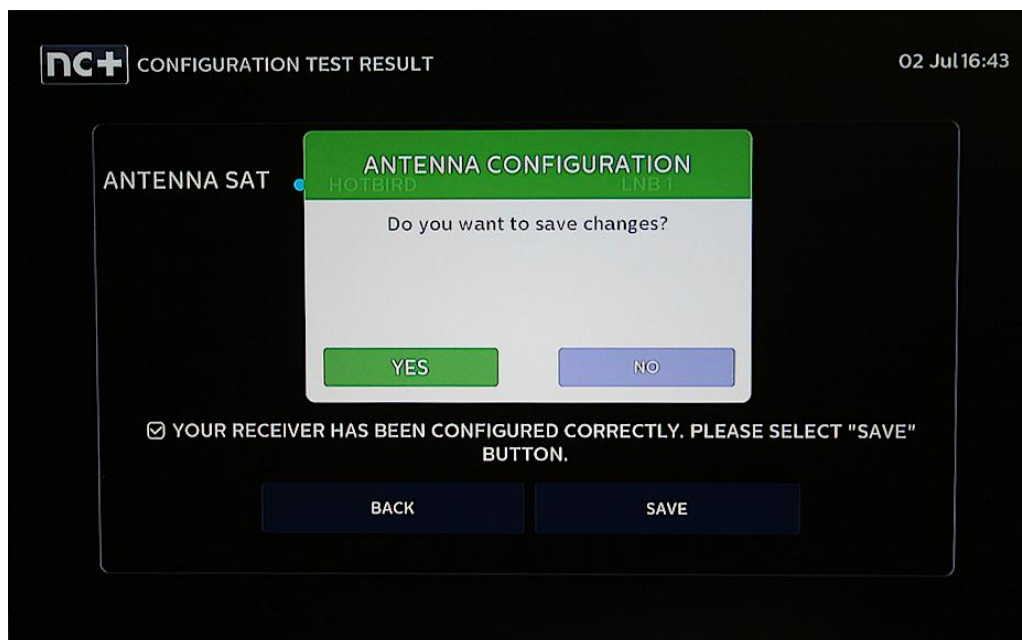 nc+ CONFIGURATION TEST RESULT 02 Jul 16:43
ANTENNA CONFIGURATION
ANTENNA SAT HOTBIRD LNB 1
Do you want to save changes?
YES NO
YOUR RECEIVER HAS BEEN CONFIGURED CORRECTLY. PLEASE SELECT "SAVE"
BUTTON.
BACK SAVE